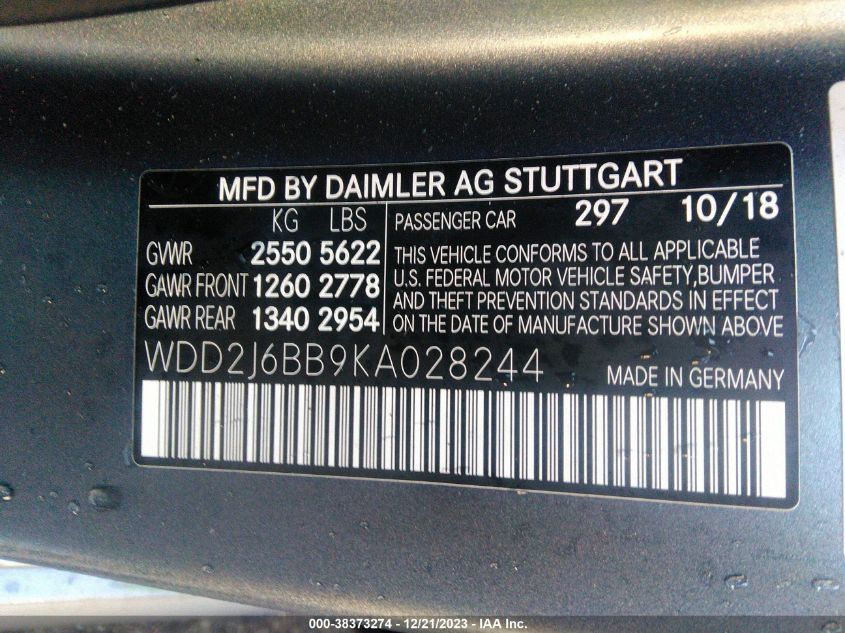 MFD BY DAIMLER AG STUTTGART
KG LBS
GVWR 2550 5622
GAWR FRONT 1260 2778
GAWR REAR 1340 2954
PASSENGER CAR 297 10/18
THIS VEHICLE CONFORMS TO ALL APPLICABLE
U.S. FEDERAL MOTOR VEHICLE SAFETY,BUMPER
AND THEFT PREVENTION STANDARDS IN EFFECT
ON THE DATE OF MANUFACTURE SHOWN ABOVE
WDD2J6BB9KA028244
MADE IN GERMANY
000-38373274 - 12/21/2023 - IAA Inc.